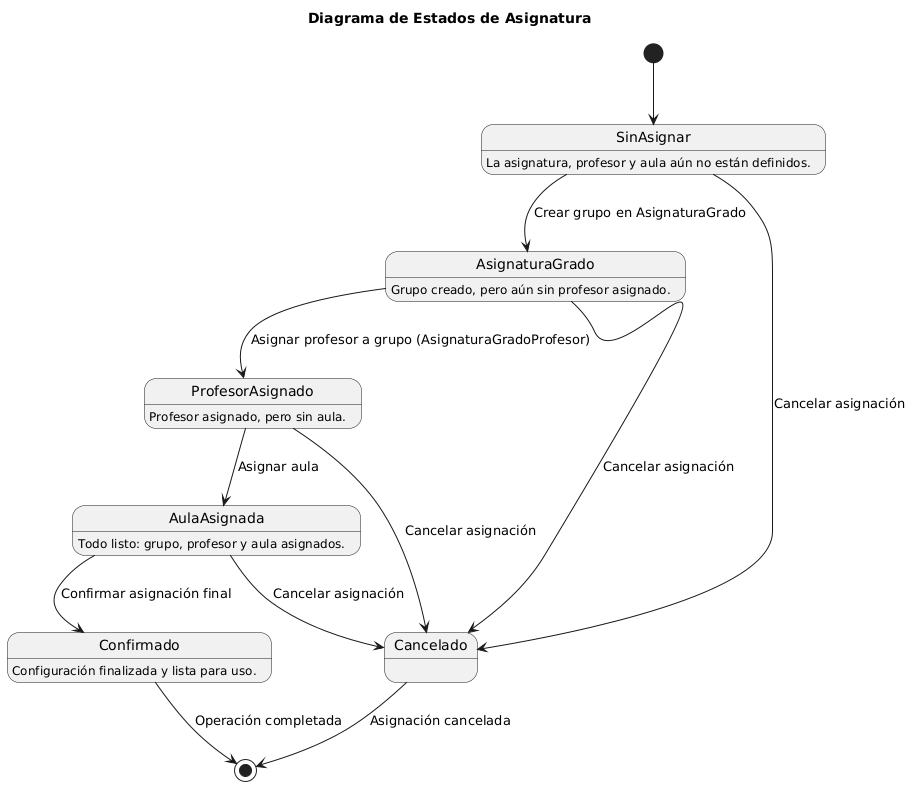 Diagrama de Estados de Asignatura
SinAsignar
La asignatura, profesor y aula aún no están definidos.
Crear grupo en AsignaturaGrado
AsignaturaGrado
Grupo creado, pero aún sin profesor asignado.
Asignar profesor a grupo (AsignaturaGradoProfesor)
ProfesorAsignado
Profesor asignado, pero sin aula.
Cancelar asignación
Asignar aula
Cancelar asignación
AulaAsignada
Todo listo: grupo, profesor y aula asignados.
Cancelar asignación
Confirmar asignación final
Cancelar asignación
Confirmado
Configuración finalizada y lista para uso.
Cancelado
Operación completada
Asignación cancelada